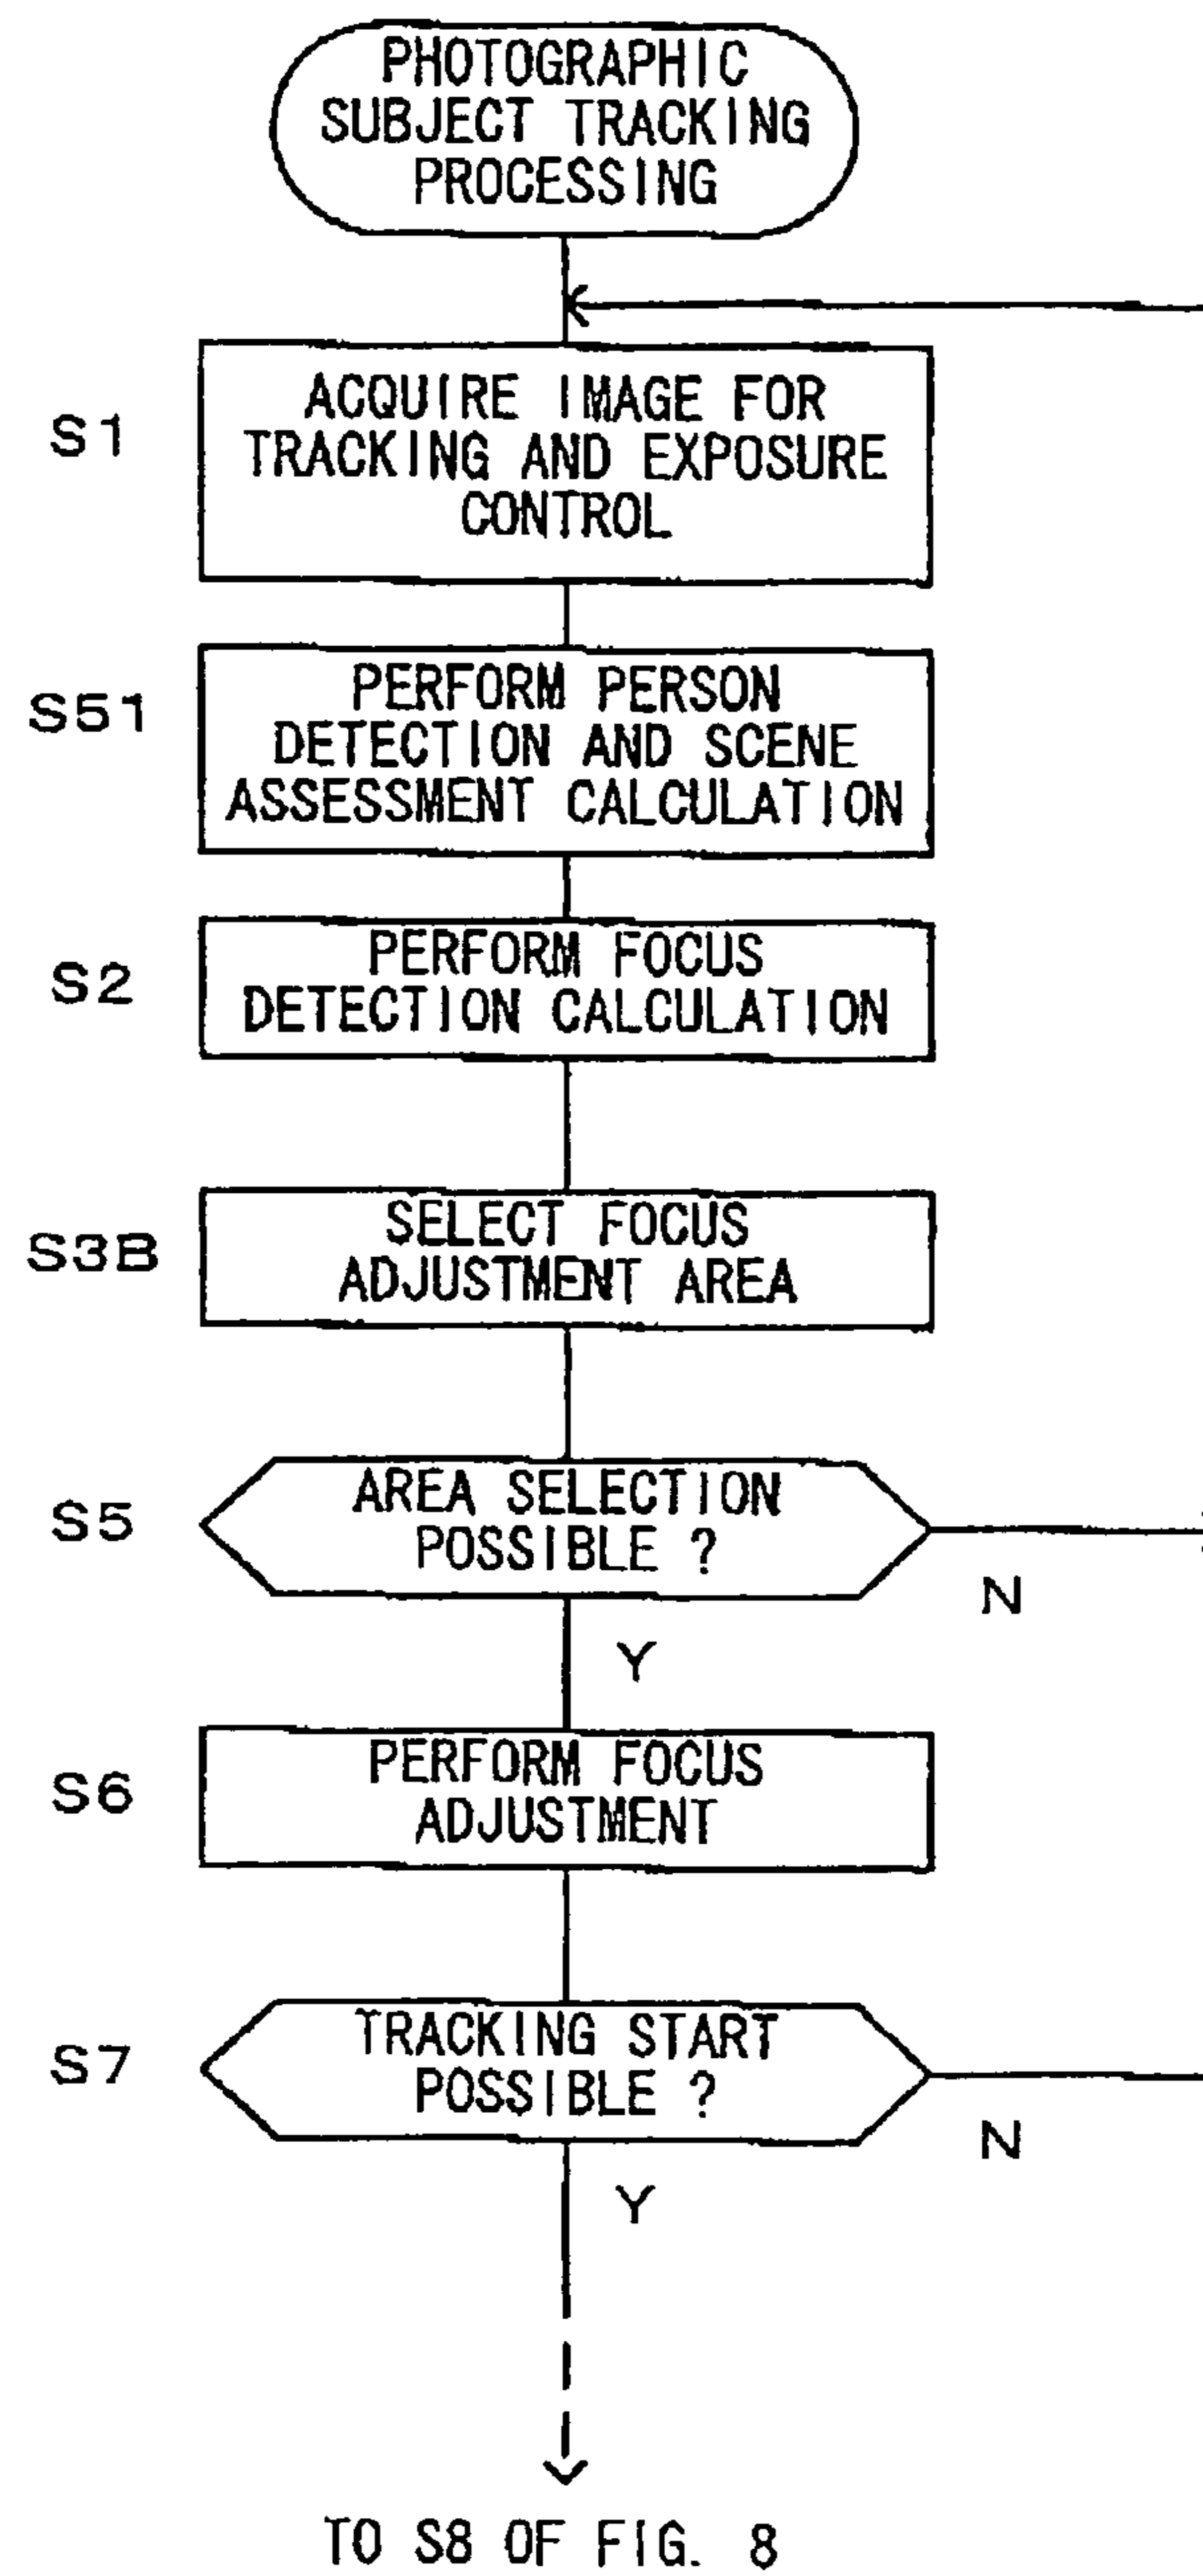 PHOTOGRAPHIC
SUBJECT TRACKING
PROCESSING
S1
ACQUIRE IMAGE FOR
TRACKING AND EXPOSURE
CONTROL
S51
PERFORM PERSON
DETECTION AND SCENE
ASSESSMENT CALCULATION
S2
PERFORM FOCUS
DETECTION CALCULATION
S3B
SELECT FOCUS
ADJUSTMENT AREA
S5
AREA SELECTION
POSSIBLE ?
N
Y
S6
PERFORM FOCUS
ADJUSTMENT
S7
TRACKING START
POSSIBLE ?
N
Y
TO S8 OF FIG. 8